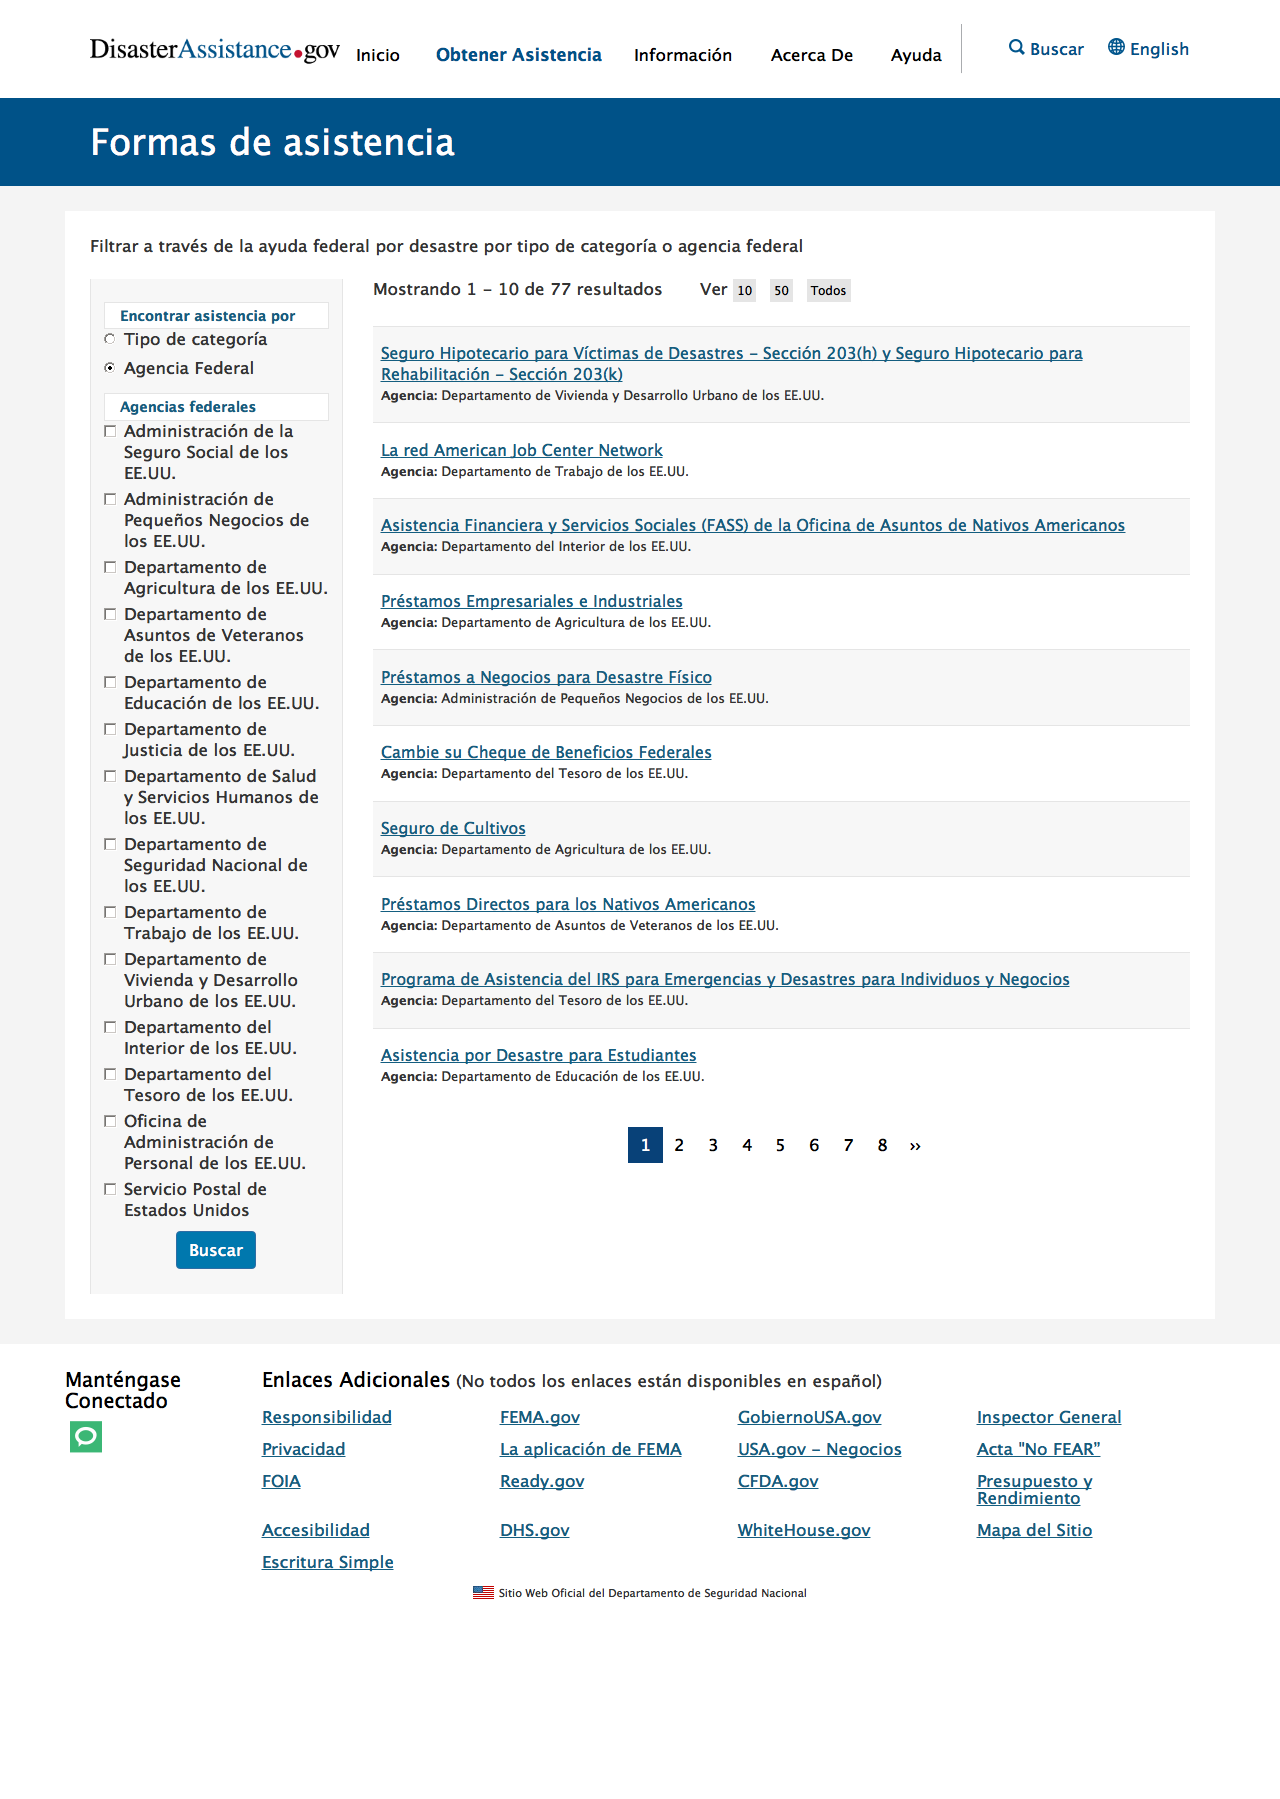 DisasterAssistance.gov
Inicio
Obtener Asistencia
Información
Acerca De
Ayuda
Buscar
English
Formas de asistencia
Filtrar a través de la ayuda federal por desastre por tipo de categoría o agencia federal
Encontrar asistencia por
Tipo de categoría
Agencia Federal
Agencias federales
Administración de la
Seguro Social de los
EE.UU.
Administración de
Pequeños Negocios de
los EE.UU.
Departamento de
Agricultura de los EE.UU.
Departamento de
Asuntos de Veteranos
de los EE.UU.
Departamento de
Educación de los EE.UU.
Departamento de
Justicia de los EE.UU.
Departamento de Salud
y Servicios Humanos de
los EE.UU.
Departamento de
Seguridad Nacional de
los EE.UU.
Departamento de
Trabajo de los EE.UU.
Departamento de
Vivienda y Desarrollo
Urbano de los EE.UU.
Departamento del
Interior de los EE.UU.
Departamento del
Tesoro de los EE.UU.
Oficina de
Administración de
Personal de los EE.UU.
Servicio Postal de
Estados Unidos
Buscar
Mostrando 1 - 10 de 77 resultados
Ver 10 50 Todos
Seguro Hipotecario para Víctimas de Desastres - Sección 203(h) y Seguro Hipotecario para
Rehabilitación - Sección 203(k)
Agencia: Departamento de Vivienda y Desarrollo Urbano de los EE.UU.
La red American Job Center Network
Agencia: Departamento de Trabajo de los EE.UU.
Asistencia Financiera y Servicios Sociales (FASS) de la Oficina de Asuntos de Nativos Americanos
Agencia: Departamento del Interior de los EE.UU.
Préstamos Empresariales e Industriales
Agencia: Departamento de Agricultura de los EE.UU.
Préstamos a Negocios para Desastre Físico
Agencia: Administración de Pequeños Negocios de los EE.UU.
Cambie su Cheque de Beneficios Federales
Agencia: Departamento del Tesoro de los EE.UU.
Seguro de Cultivos
Agencia: Departamento de Agricultura de los EE.UU.
Préstamos Directos para los Nativos Americanos
Agencia: Departamento de Asuntos de Veteranos de los EE.UU.
Programa de Asistencia del IRS para Emergencias y Desastres para Individuos y Negocios
Agencia: Departamento del Tesoro de los EE.UU.
Asistencia por Desastre para Estudiantes
Agencia: Departamento de Educación de los EE.UU.
1 2 3 4 5 6 7 8 ››
Manténgase
Conectado
Enlaces Adicionales (No todos los enlaces están disponibles en español)
Responsibilidad
FEMA.gov
GobiernoUSA.gov
Inspector General
Privacidad
La aplicación de FEMA
USA.gov - Negocios
Acta "No FEAR”
FOIA
Ready.gov
CFDA.gov
Presupuesto y
Rendimiento
Accesibilidad
DHS.gov
WhiteHouse.gov
Mapa del Sitio
Escritura Simple
Sitio Web Oficial del Departamento de Seguridad Nacional